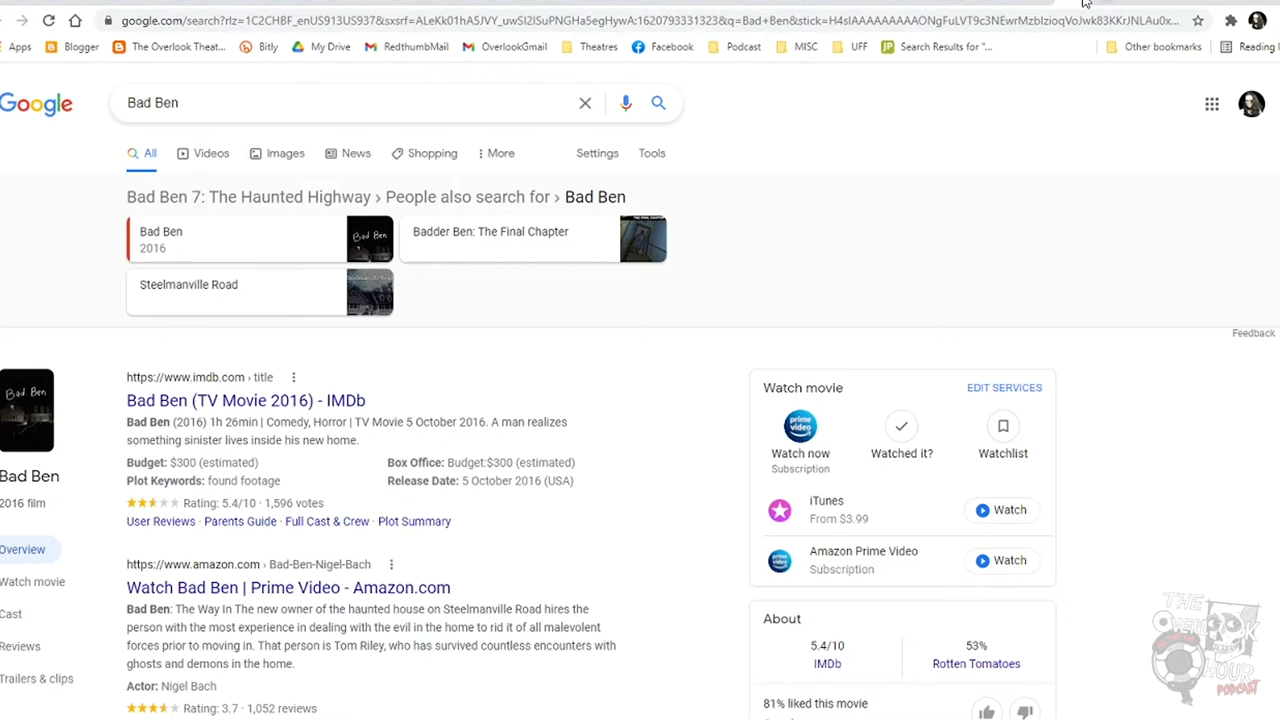 google.com/search?rlz=1C2CHBF_enUS913US937&sxsrf=ALeKk01hA5JVY_uwSI2lSuPNGHa5egHywA:1620793331323&q=Bad+Ben&stick=H4sIAAAAAAAAAONgFuLVT9c3NEwrMzbIzioqVoJwk83KKrJNLAu0x...
Apps
Blogger
The Overlook Theat...
Bitly
My Drive
RedthumbMail
OverlookGmail
Theatres
Facebook
Podcast
MISC
UFF
JP
Search Results for "...
Other bookmarks
Reading l
Google
Bad Ben
All
Videos
Images
News
Shopping
More
Settings
Tools
Bad Ben 7: The Haunted Highway › People also search for › Bad Ben
Bad Ben
2016
Bad Ben
Badder Ben: The Final Chapter
Steelmanville Road
Feedback
Bad Ben
Bad Ben
2016 film
Overview
Watch movie
Cast
Reviews
Trailers & clips
https://www.imdb.com › title
Bad Ben (TV Movie 2016) - IMDb
Bad Ben (2016) 1h 26min | Comedy, Horror | TV Movie 5 October 2016. A man realizes
something sinister lives inside his new home.
Budget: $300 (estimated)
Box Office: Budget:$300 (estimated)
Plot Keywords: found footage
Release Date: 5 October 2016 (USA)
Rating: 5.4/10 · 1,596 votes
User Reviews · Parents Guide · Full Cast & Crew · Plot Summary
https://www.amazon.com › Bad-Ben-Nigel-Bach
Watch Bad Ben | Prime Video - Amazon.com
Bad Ben: The Way In The new owner of the haunted house on Steelmanville Road hires the
person with the most experience in dealing with the evil in the home to rid it of all malevolent
forces prior to moving in. That person is Tom Riley, who has survived countless encounters with
ghosts and demons in the home.
Actor: Nigel Bach
Rating: 3.7 · 1,052 reviews
Watch movie
EDIT SERVICES
prime video
Watch now
Subscription
Watched it?
Watchlist
iTunes
From $3.99
Watch
Amazon Prime Video
Subscription
Watch
About
5.4/10
IMDb
53%
Rotten Tomatoes
81% liked this movie
THE
OVERLOOK
HOUR
PODCAST